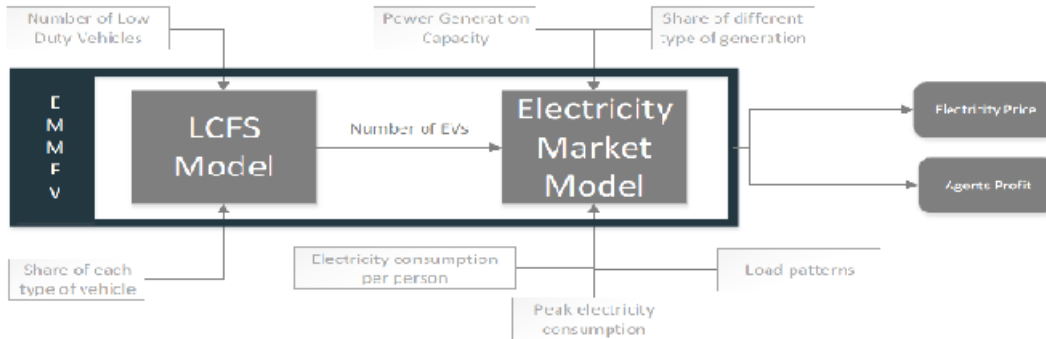 Number of Low
Duty Vehicles
Power Generation
Capacity
Share of different
type of generation
E
M
M
E
V
LCFS
Model
Number of EVs
Electricity
Market
Model
Electricity Price
Agents Profit
Share of each
type of vehicle
Electricity consumption
per person
Peak electricity
consumption
Load patterns